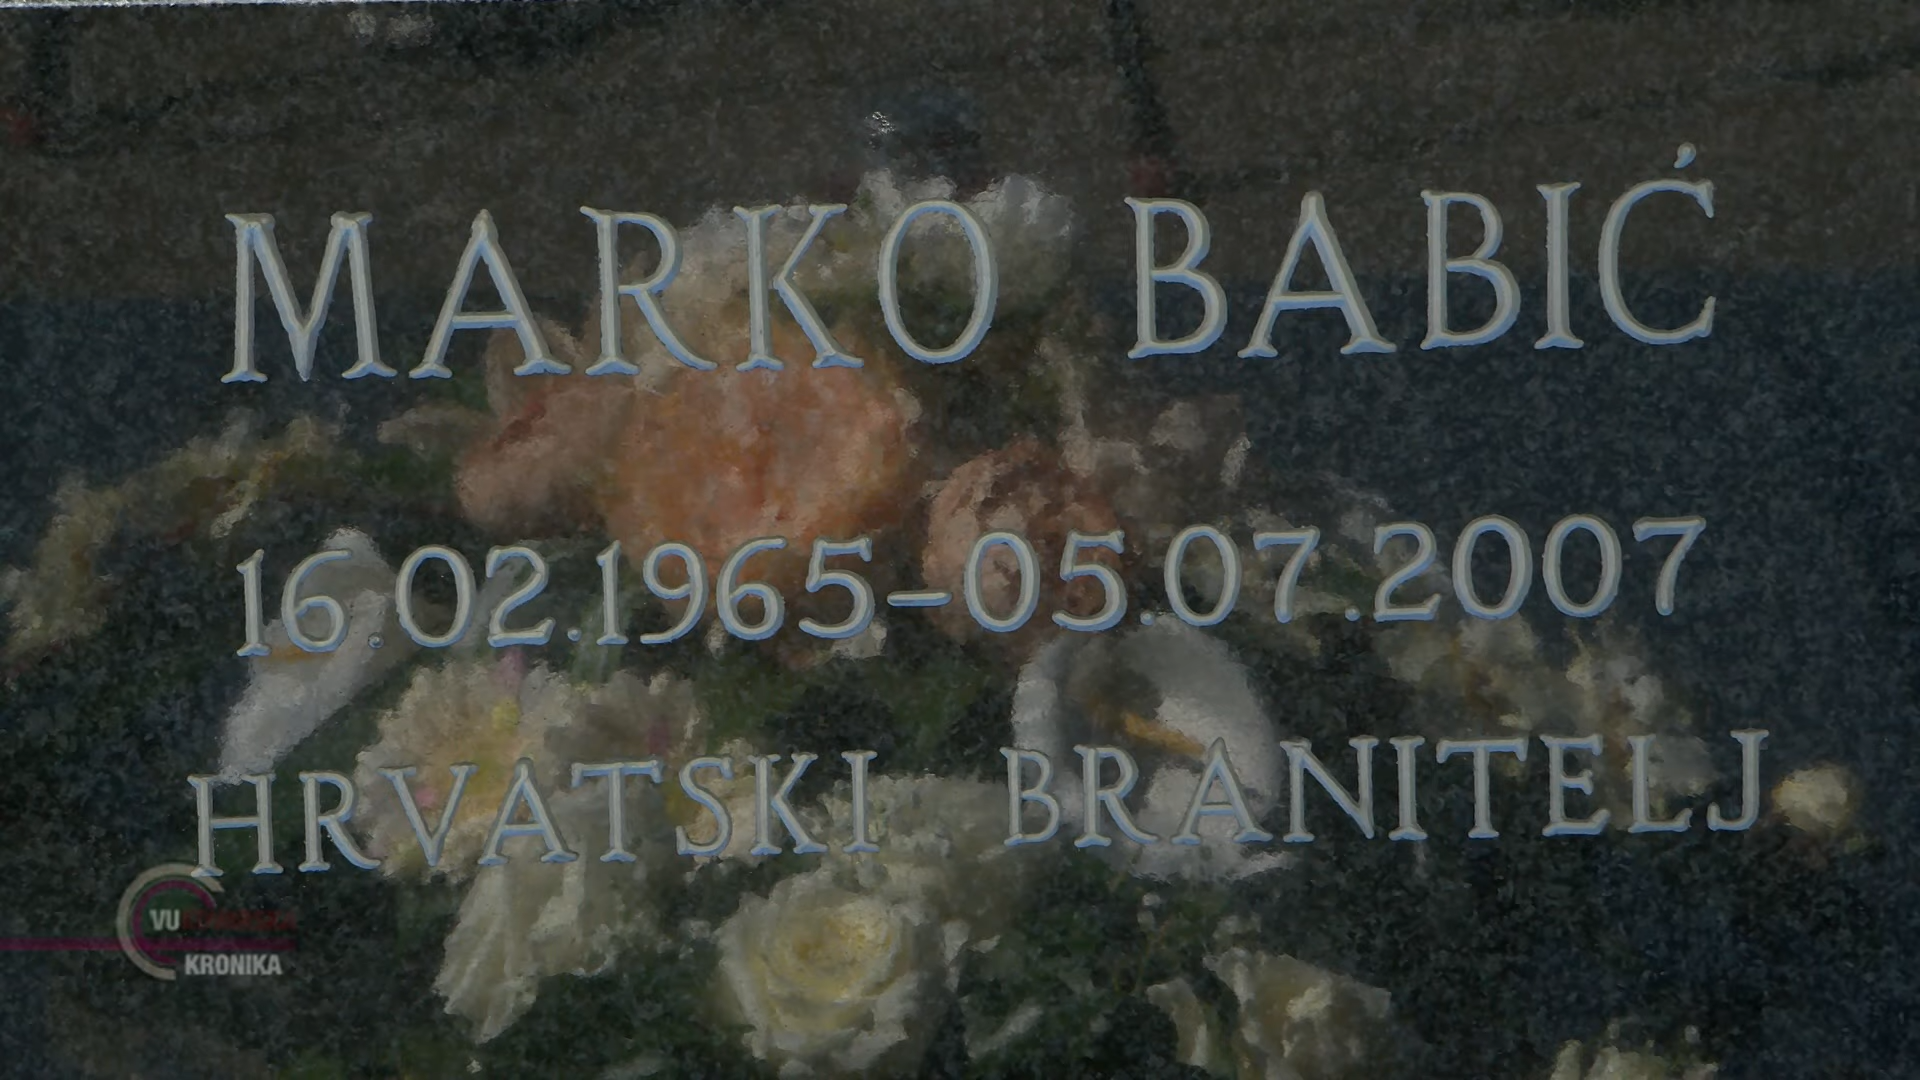 MARKO BABIĆ
16.02.1965-05.07.2007
HRVATSKI BRANITELJ
KRONIKA